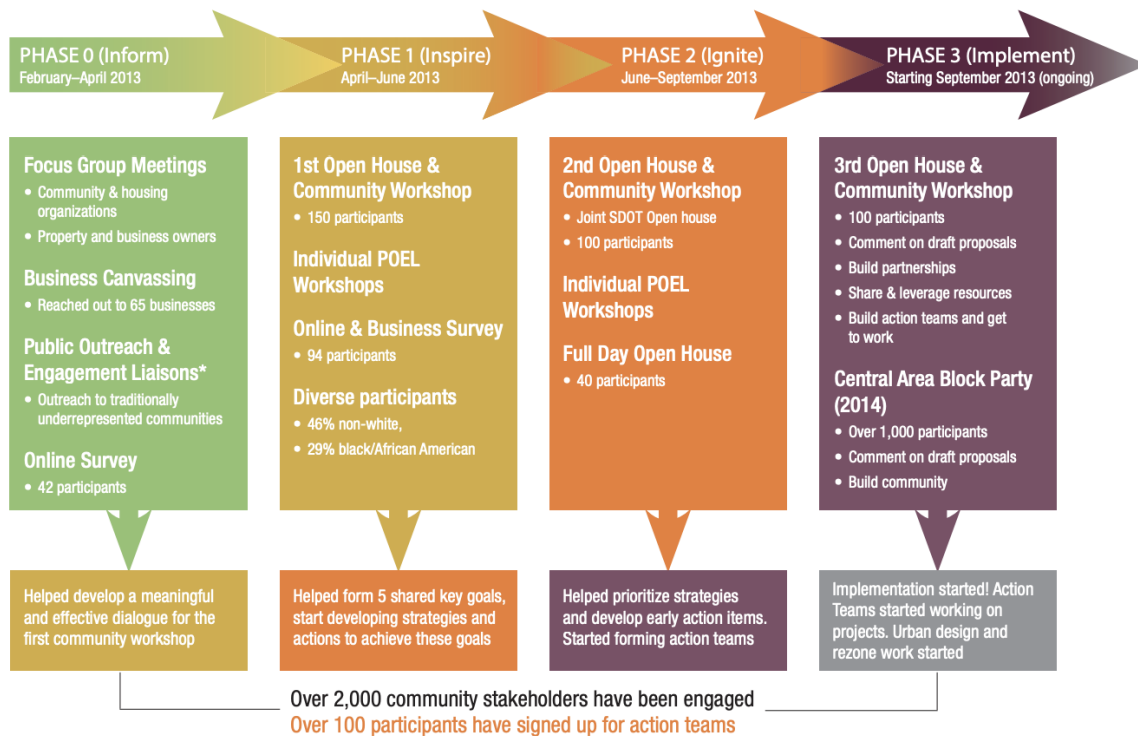 PHASE 0 (Inform)
February–April 2013
PHASE 1 (Inspire)
April–June 2013
PHASE 2 (Ignite)
June–September 2013
PHASE 3 (Implement)
Starting September 2013 (ongoing)
Focus Group Meetings
• Community & housing
organizations
• Property and business owners
Business Canvassing
• Reached out to 65 businesses
Public Outreach &
Engagement Liaisons*
• Outreach to traditionally
underrepresented communities
Online Survey
• 42 participants
Helped develop a meaningful
and effective dialogue for the
first community workshop
1st Open House &
Community Workshop
• 150 participants
Individual POEL
Workshops
Online & Business Survey
• 94 participants
Diverse participants
• 46% non-white,
• 29% black/African American
Helped form 5 shared key goals,
start developing strategies and
actions to achieve these goals
2nd Open House &
Community Workshop
• Joint SDOT Open house
• 100 participants
Individual POEL
Workshops
Full Day Open House
• 40 participants
Helped prioritize strategies
and develop early action items.
Started forming action teams
3rd Open House &
Community Workshop
• 100 participants
• Comment on draft proposals
• Build partnerships
• Share & leverage resources
• Build action teams and get
to work
Central Area Block Party
(2014)
• Over 1,000 participants
• Comment on draft proposals
• Build community
Implementation started! Action
Teams started working on
projects. Urban design and
rezone work started
Over 2,000 community stakeholders have been engaged
Over 100 participants have signed up for action teams